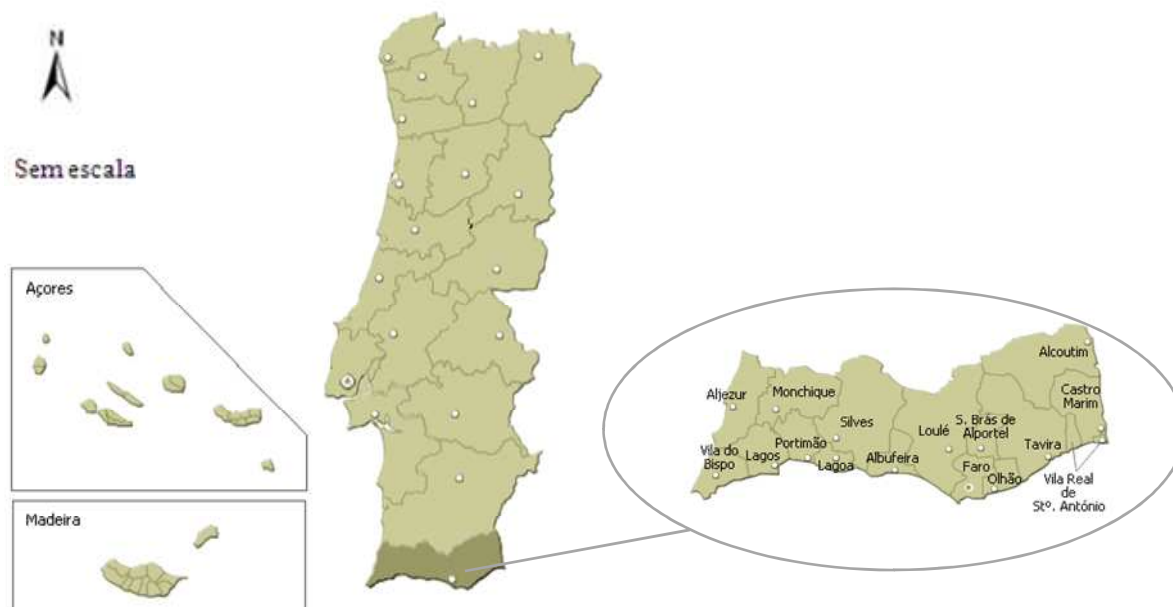 N
Sem escala
Açores
Madeira
Alcoutim
Castro
Marim
Monchique
Aljezur
Silves
S. Brás de
Alportel
Loulé
Portimão
Tavira
Vila do
Bispo
Lagos
Lagoa
Albufeira
Faro
Olhão
Vila Real
de
Stº. António